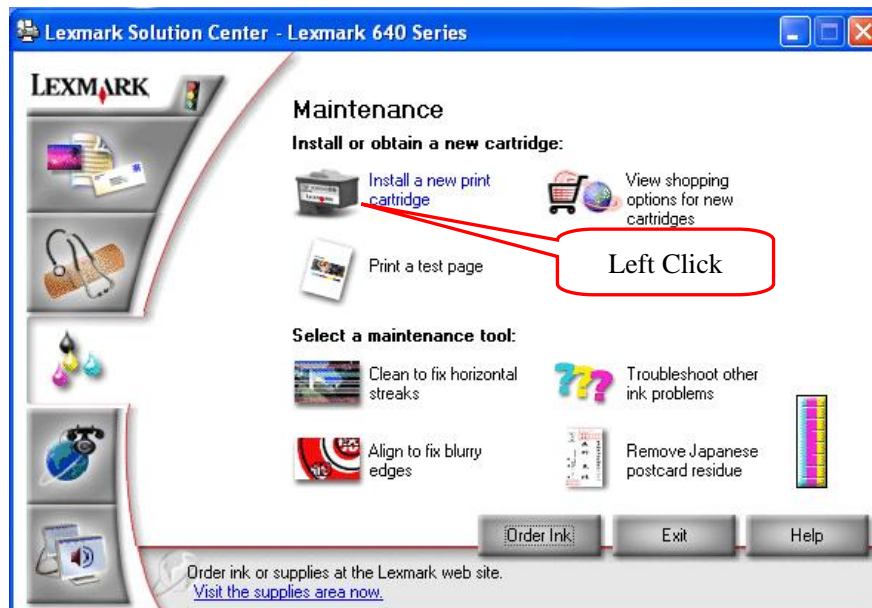 Lexmark Solution Center - Lexmark 640 Series
LEXMARK
Maintenance
Install or obtain a new cartridge:
Install a new print
cartridge
View shopping
options for new
cartridges
Print a test page
Left Click
Select a maintenance tool:
Clean to fix horizontal
streaks
Troubleshoot other
ink problems
Align to fix blurry
edges
Remove Japanese
postcard residue
Order Ink
Exit
Help
Order ink or supplies at the Lexmark web site.
Visit the supplies area now.